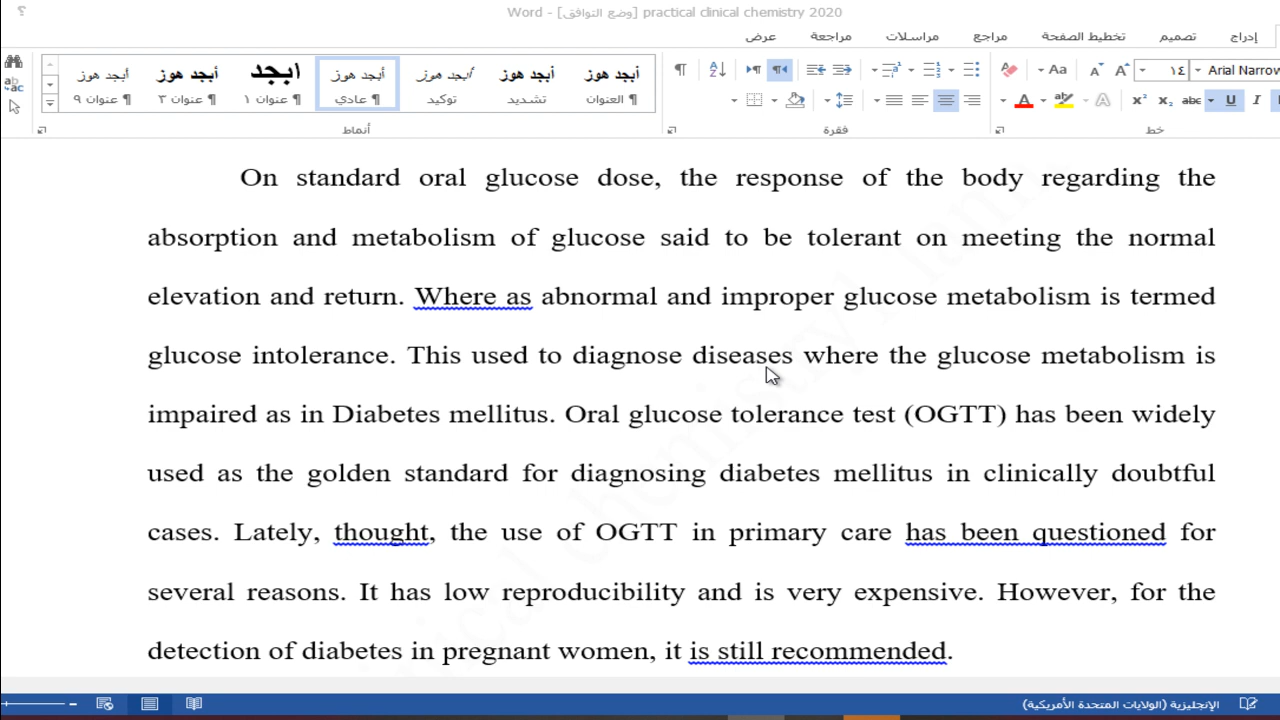 practical clinical chemistry 2020 [وضع التوافق] - Word
؟
إدراج
تصميم
تخطيط الصفحة
مراجع
مراسلات
مراجعة
عرض
Arial Narrow
١٤
Aa
أبجد هوز
¶ العنوان
أبجد هوز
¶ تشديد
أبجد هوز
¶ توكيد
أبجد هوز
¶ عادي
ابجد
¶ عنوان ١
أبجد هوز
¶ عنوان ٣
أبجد هوز
¶ عنوان ٩
خط
فقرة
أنماط
On standard oral glucose dose, the response of the body regarding the
absorption and metabolism of glucose said to be tolerant on meeting the normal
elevation and return. Where as abnormal and improper glucose metabolism is termed
glucose intolerance. This used to diagnose diseases where the glucose metabolism is
impaired as in Diabetes mellitus. Oral glucose tolerance test (OGTT) has been widely
used as the golden standard for diagnosing diabetes mellitus in clinically doubtful
cases. Lately, thought, the use of OGTT in primary care has been questioned for
several reasons. It has low reproducibility and is very expensive. However, for the
detection of diabetes in pregnant women, it is still recommended.
الإنجليزية (الولايات المتحدة الأمريكية)